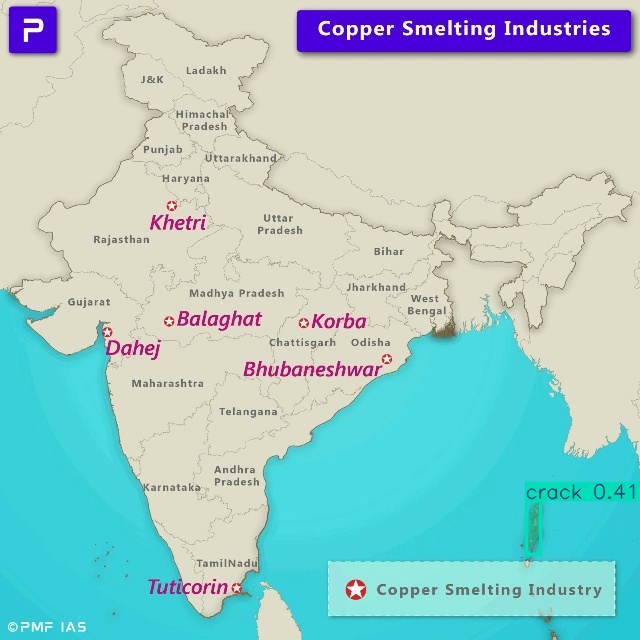 P
Copper Smelting Industries
Ladakh
J&K
Himachal
Pradesh
Punjab
Uttarakhand
Haryana
Khetri
Rajasthan
Uttar
Pradesh
Bihar
Jharkhand
West
Bengal
Madhya Pradesh
Gujarat
Balaghat
Korba
Dahej
Chattisgarh
Odisha
Bhubaneshwar
Maharashtra
Telangana
Andhra
Pradesh
Karnataka
crack 0.41
TamilNadu
Tuticorin
Copper Smelting Industry
©PMF IAS